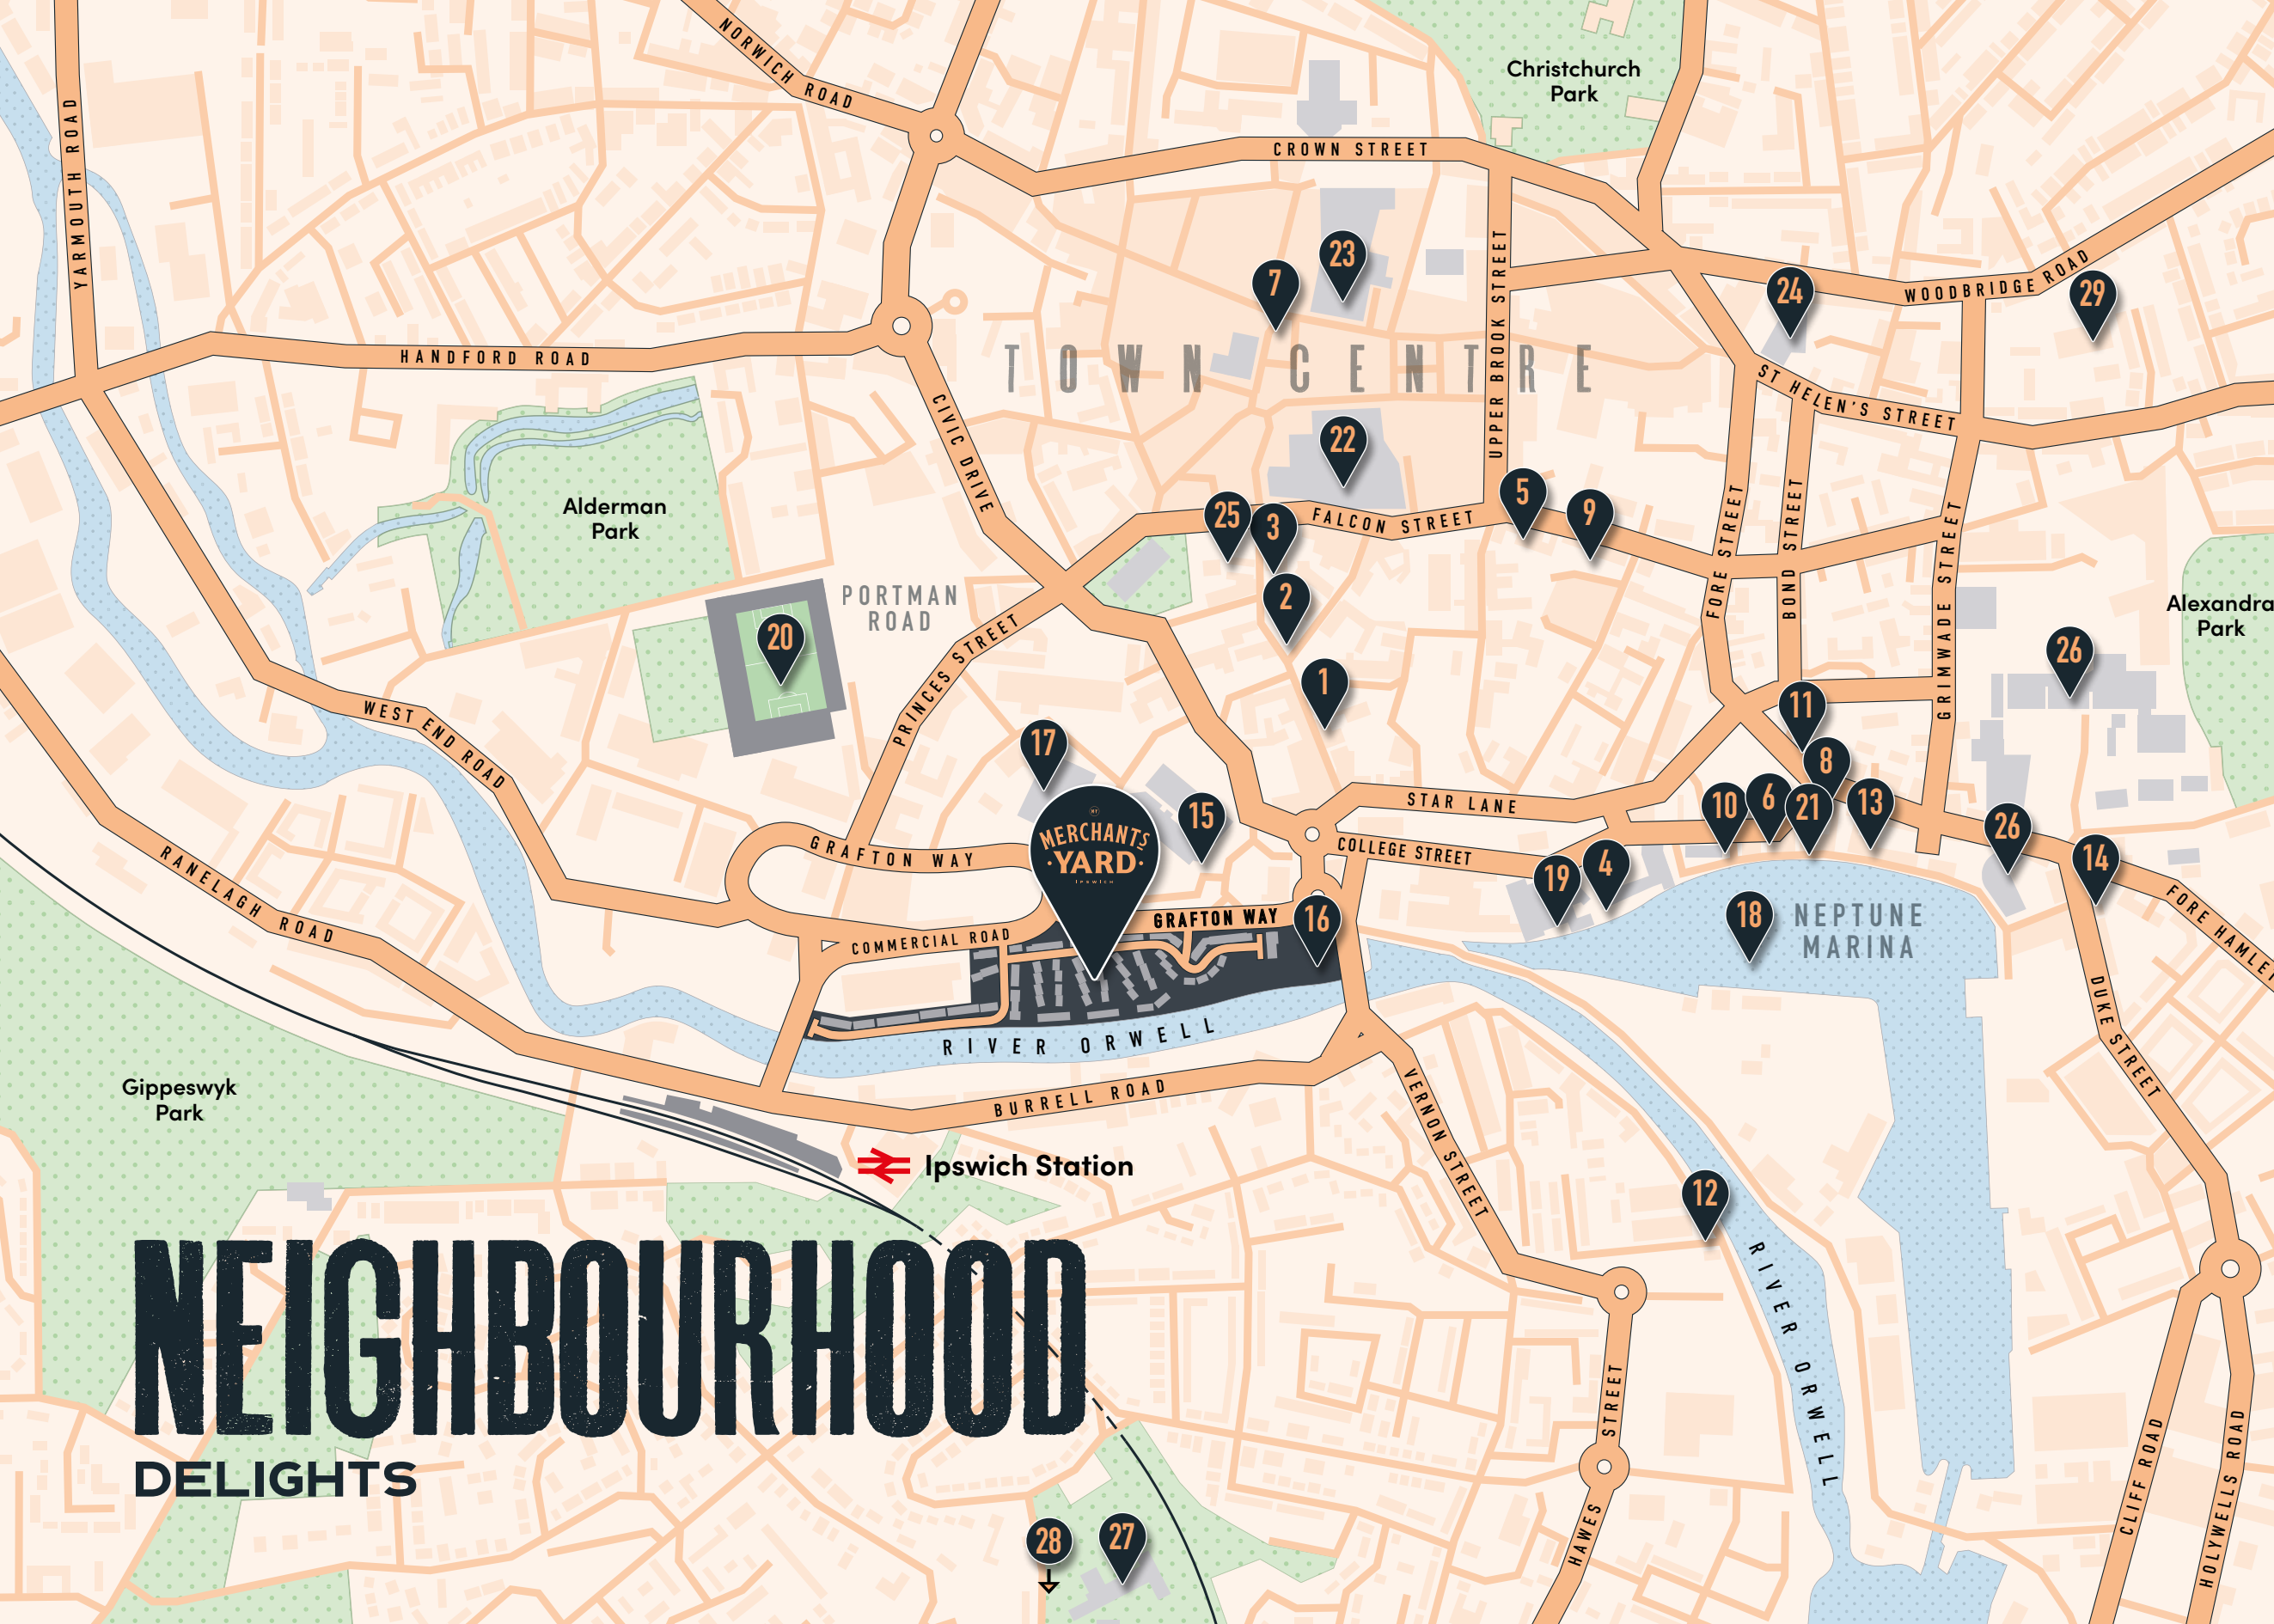 NORWICH ROAD
Christchurch
Park
CROWN STREET
YARMOUTH ROAD
23
7
24
WOODBRIDGE ROAD
29
UPPER BROOK STREET
HANDFORD ROAD
TOWN CENTRE
ST HELEN'S STREET
CIVIC DRIVE
22
Alderman
Park
25
3
FALCON STREET
5
9
FORE STREET
BOND STREET
GRIMWADE STREET
2
PORTMAN
ROAD
20
PRINCES STREET
Alexandra
Park
26
1
11
WEST END ROAD
17
8
15
10
6
21
13
STAR LANE
26
MERCHANTS
YARD
Ipswich
GRAFTON WAY
COLLEGE STREET
19
4
14
RANELAGH ROAD
GRAFTON WAY
16
18
NEPTUNE
MARINA
FORE HAMLET
COMMERCIAL ROAD
RIVER ORWELL
DUKE STREET
Gippeswyk
Park
BURRELL ROAD
VERNON STREET
Ipswich Station
12
RIVER ORWELL
NEIGHBOURHOOD
DELIGHTS
STREET
HAWES
CLIFF ROAD
HOLYWELLS ROAD
28
27